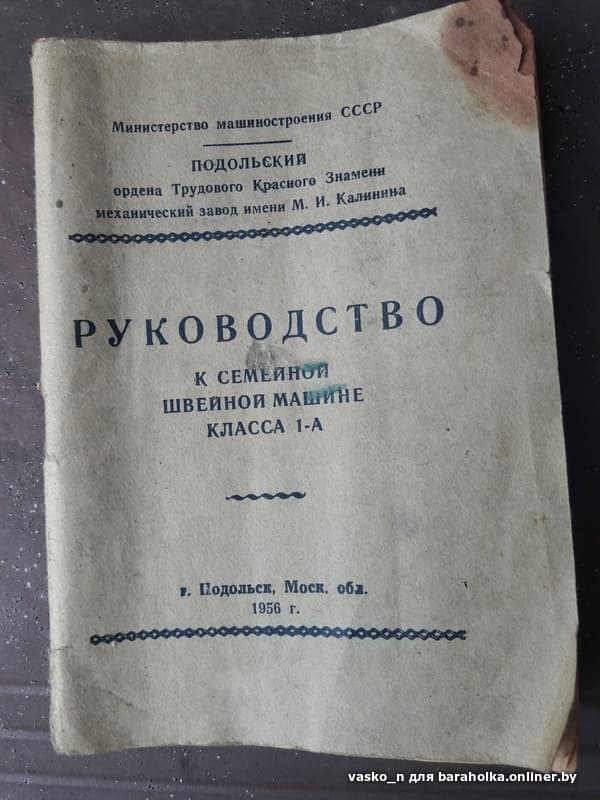 Министерство машиностроения СССР
ПОДОЛЬСКИЙ
ордена Трудового Красного Знамени
механический завод имени М. И. Калинина
РУКОВОДСТВО
К СЕМЕЙНОЙ
ШВЕЙНОЙ МАШИНЕ
КЛАССА 1-А
г. Подольск, Моск. обл.
1956 г.
vasko_n для baraholka.onliner.by